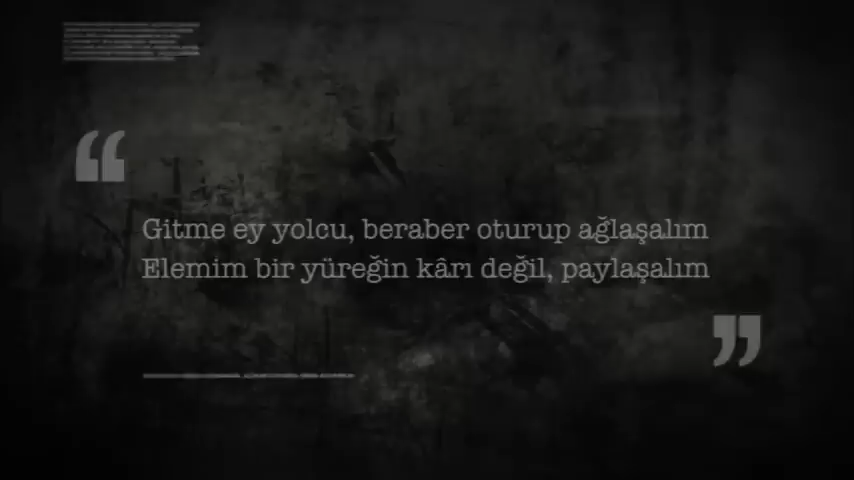 “
Gitme ey yolcu, beraber oturup ağlaşalım
Elemim bir yüreğin kârı değil, paylaşalım
”